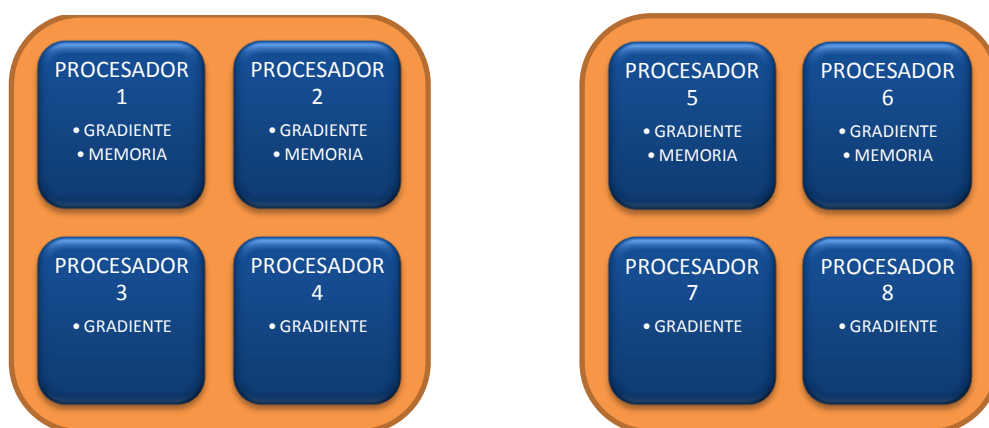 PROCESADOR
1
• GRADIENTE
• MEMORIA
PROCESADOR
2
• GRADIENTE
• MEMORIA
PROCESADOR
3
• GRADIENTE
PROCESADOR
4
• GRADIENTE
PROCESADOR
5
• GRADIENTE
• MEMORIA
PROCESADOR
6
• GRADIENTE
• MEMORIA
PROCESADOR
7
• GRADIENTE
PROCESADOR
8
• GRADIENTE